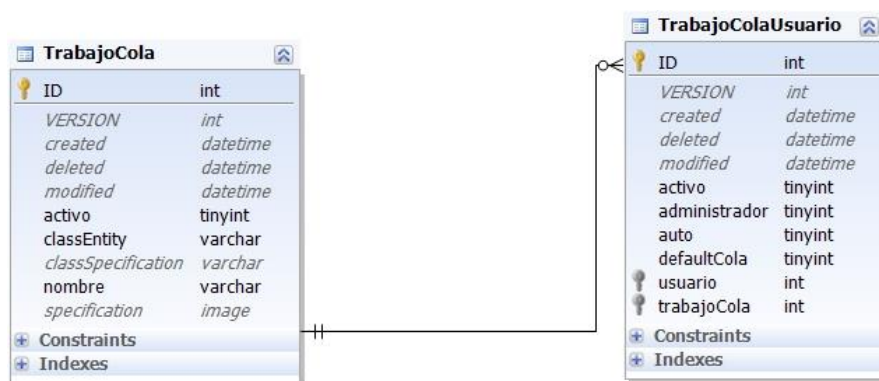 TrabajoCola
ID int
VERSION int
created datetime
deleted datetime
modified datetime
activo tinyint
classEntity varchar
classSpecification varchar
nombre varchar
specification image
Constraints
Indexes
TrabajoColaUsuario
ID int
VERSION int
created datetime
deleted datetime
modified datetime
activo tinyint
administrador tinyint
auto tinyint
defaultCola tinyint
usuario int
trabajoCola int
Constraints
Indexes